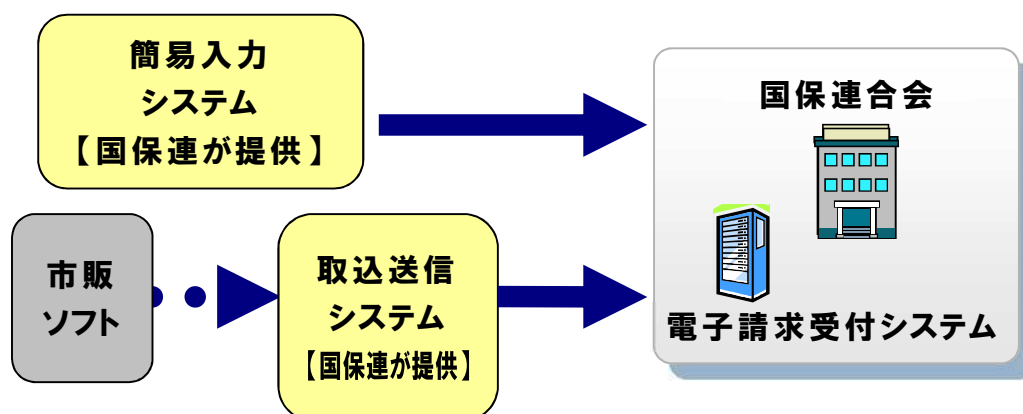 簡易入力
システム
【国保連が提供】
国保連合会
市販
ソフト
取込送信
システム
【国保連が提供】
電子請求受付システム